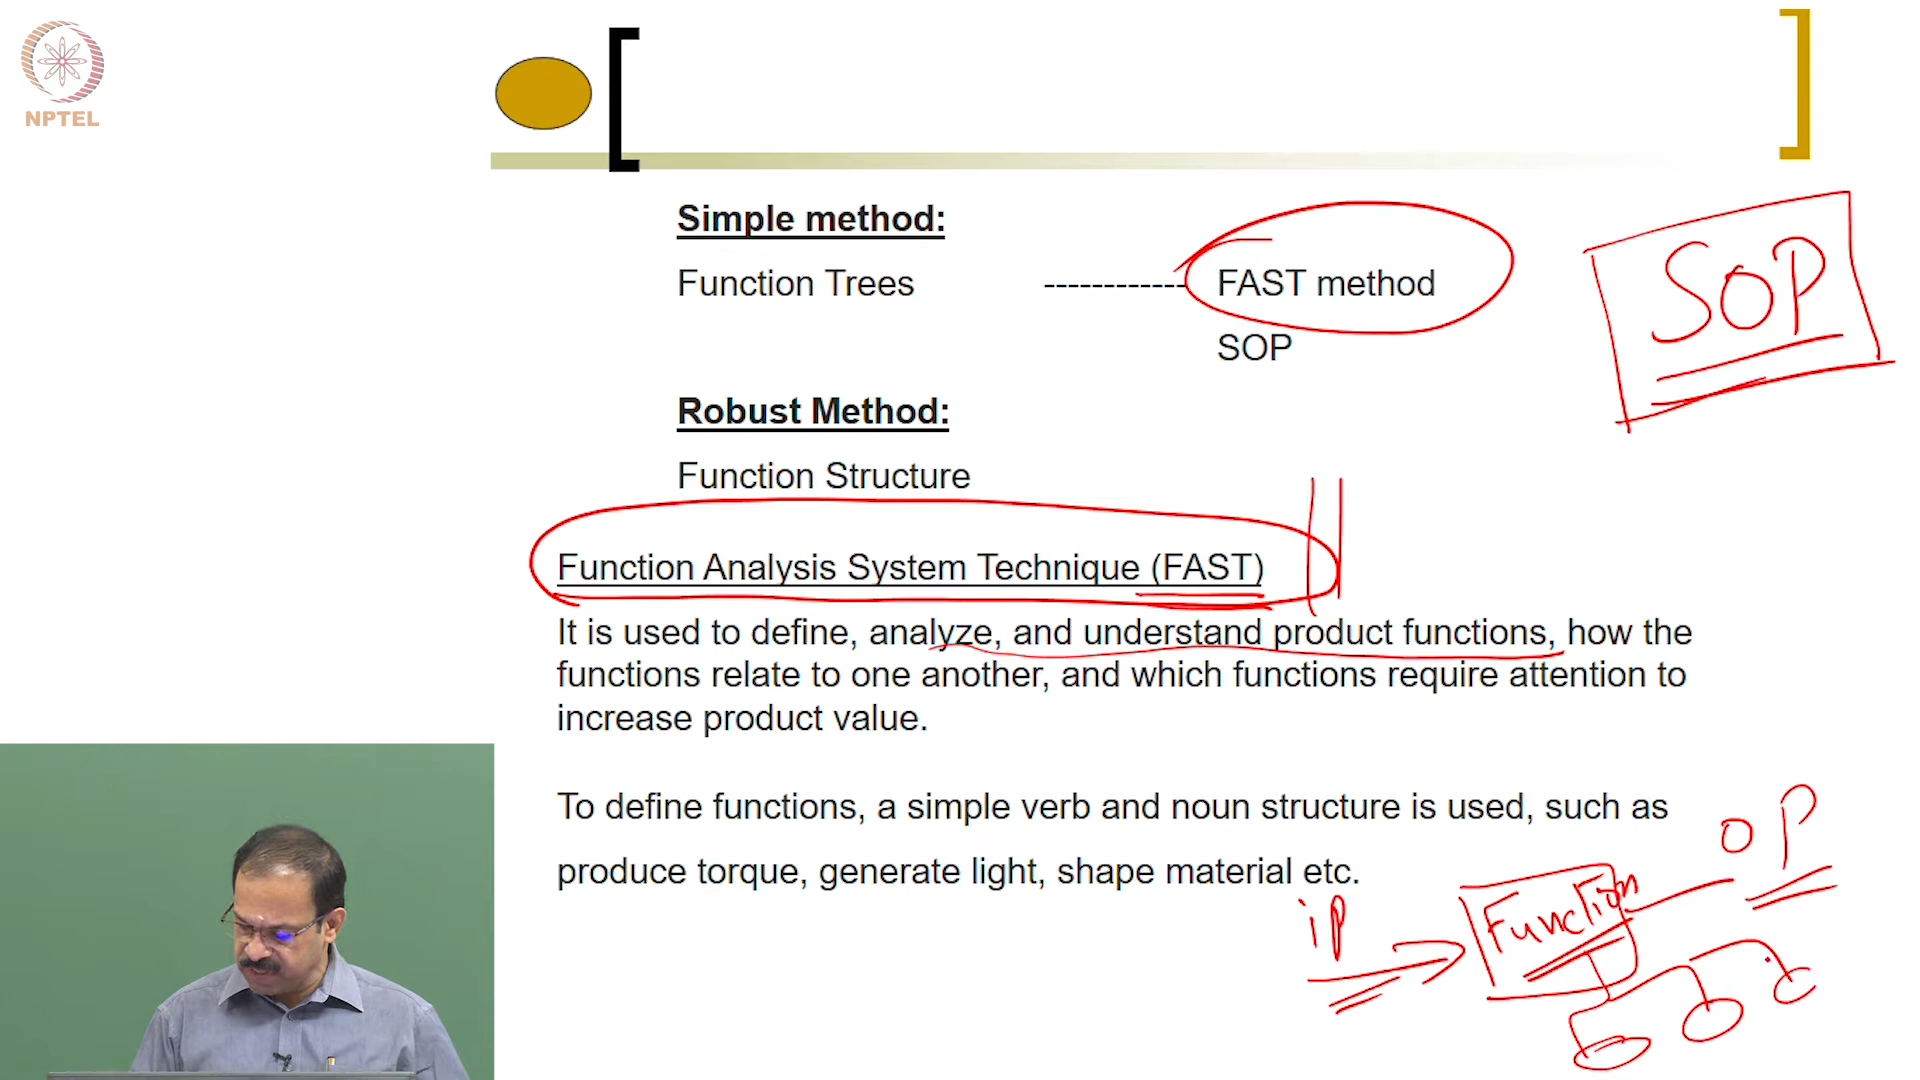 NPTEL
Simple method:
Function Trees ------------ FAST method
SOP
SOP
Robust Method:
Function Structure
Function Analysis System Technique (FAST)
It is used to define, analyze, and understand product functions, how the
functions relate to one another, and which functions require attention to
increase product value.
To define functions, a simple verb and noun structure is used, such as
produce torque, generate light, shape material etc.
OP
ip
Function